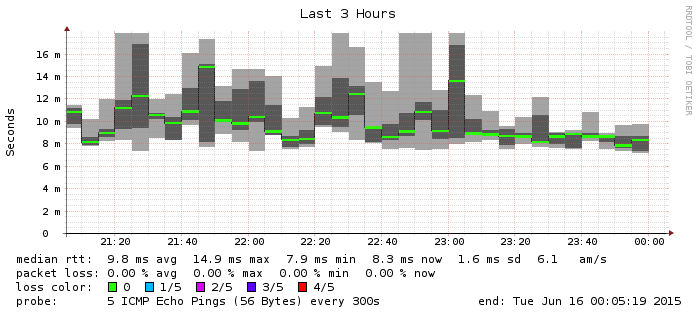 Last 3 Hours
RRDTOOL / TOBI OETIKER
Seconds
16 m
14 m
12 m
10 m
8 m
6 m
4 m
2 m
0
21:20 21:40 22:00 22:20 22:40 23:00 23:20 23:40 00:00
median rtt: 9.8 ms avg 14.9 ms max 7.9 ms min 8.3 ms now 1.6 ms sd 6.1 am/s
packet loss: 0.00 % avg 0.00 % max 0.00 % min 0.00 % now
loss color: 0 1/5 2/5 3/5 4/5
probe: 5 ICMP Echo Pings (56 Bytes) every 300s end: Tue Jun 16 00:05:19 2015